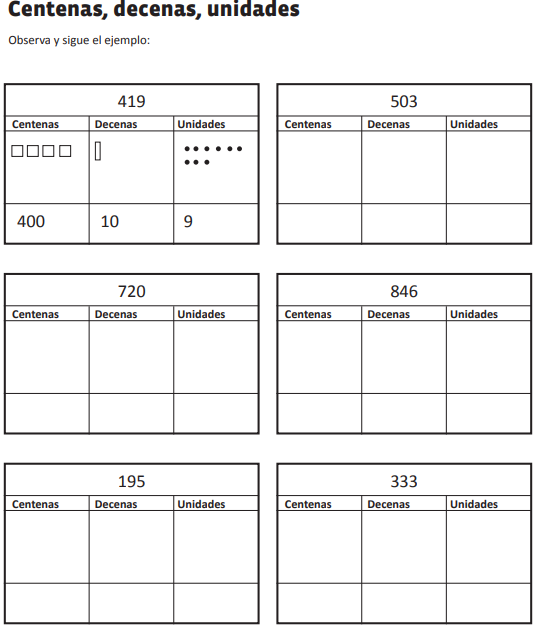 Centenas, decenas, unidades
Observa y sigue el ejemplo:
419
Centenas Decenas Unidades
400 10 9
503
Centenas Decenas Unidades
720
Centenas Decenas Unidades
846
Centenas Decenas Unidades
195
Centenas Decenas Unidades
333
Centenas Decenas Unidades